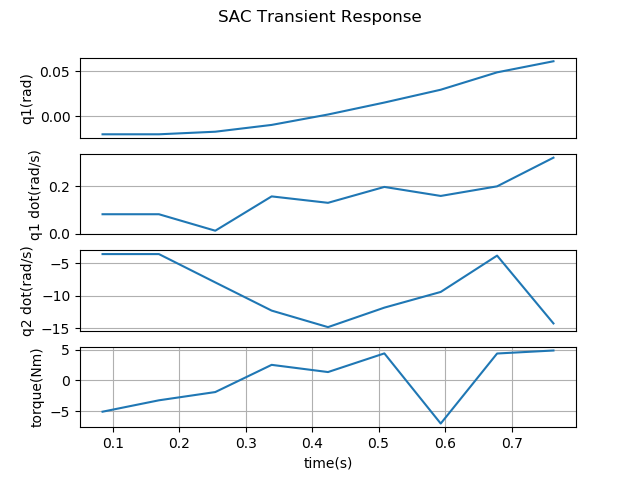 SAC Transient Response
q1(rad)
0.05
0.00
q1 dot(rad/s)
0.2
0.0
q2 dot(rad/s)
−5
−10
−15
torque(Nm)
5
0
−5
0.1 0.2 0.3 0.4 0.5 0.6 0.7
time(s)